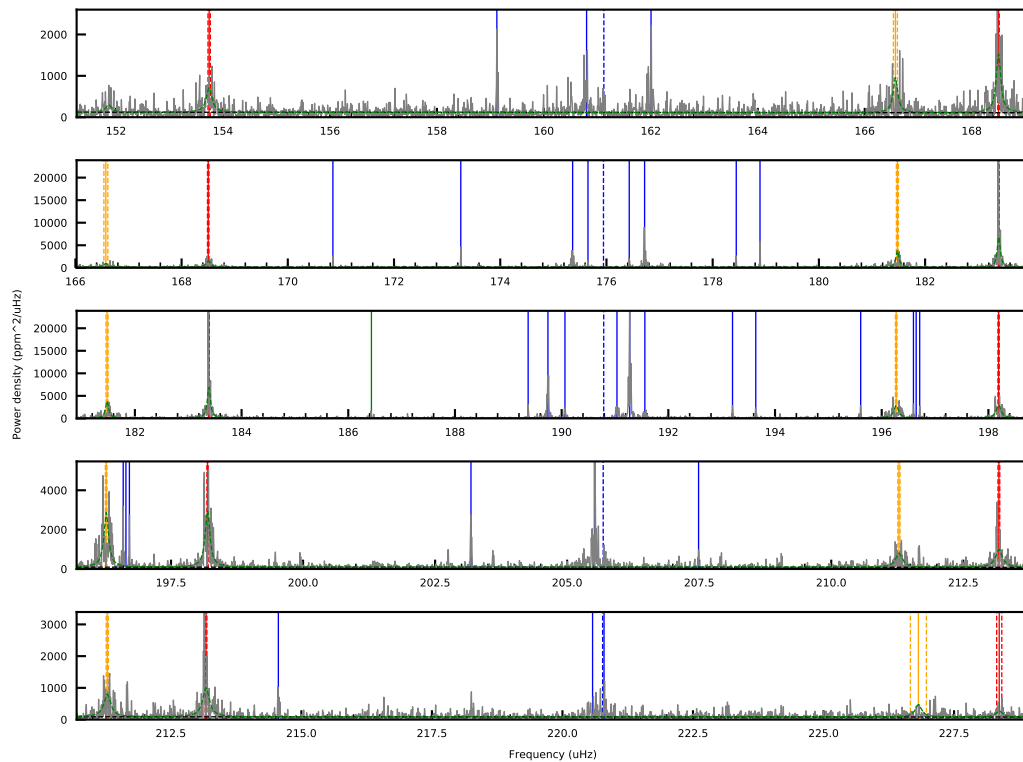 2000
1000
0
152 154 156 158 160 162 164 166 168
20000
15000
10000
5000
0
166 168 170 172 174 176 178 180 182
Power density (ppm^2/uHz)
20000
15000
10000
5000
0
182 184 186 188 190 192 194 196 198
4000
2000
0
197.5 200.0 202.5 205.0 207.5 210.0 212.5
3000
2000
1000
0
212.5 215.0 217.5 220.0 222.5 225.0 227.5
Frequency (uHz)